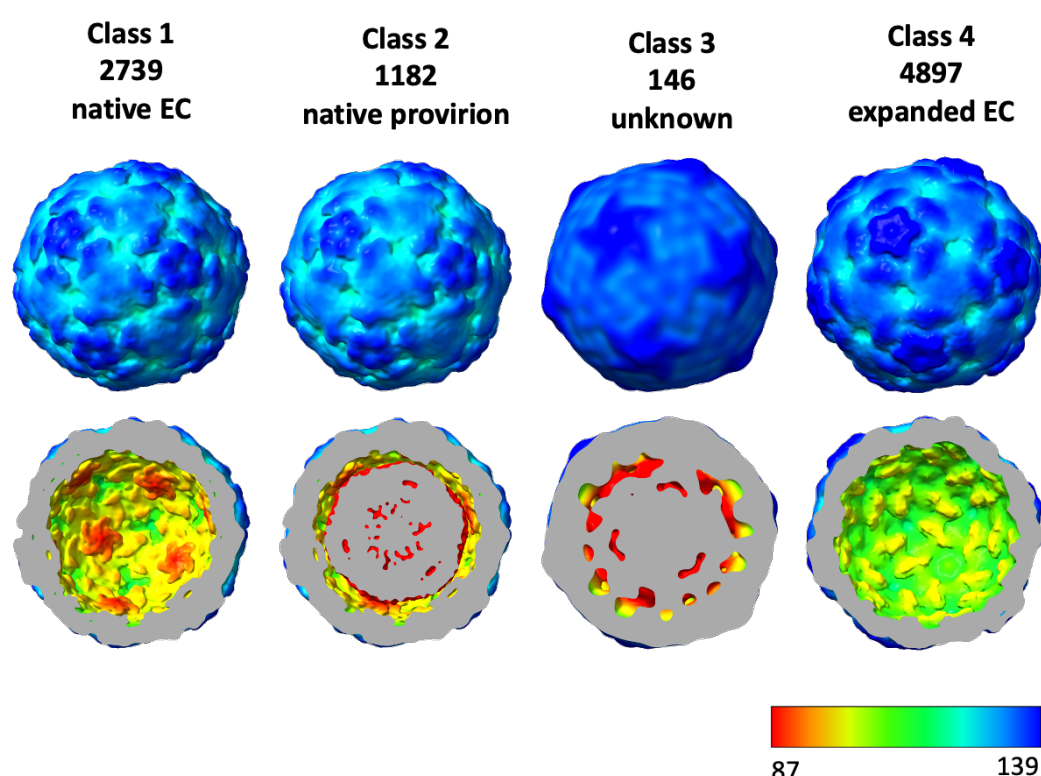 Class 1
2739
native EC
Class 2
1182
native provirion
Class 3
146
unknown
Class 4
4897
expanded EC
87
139